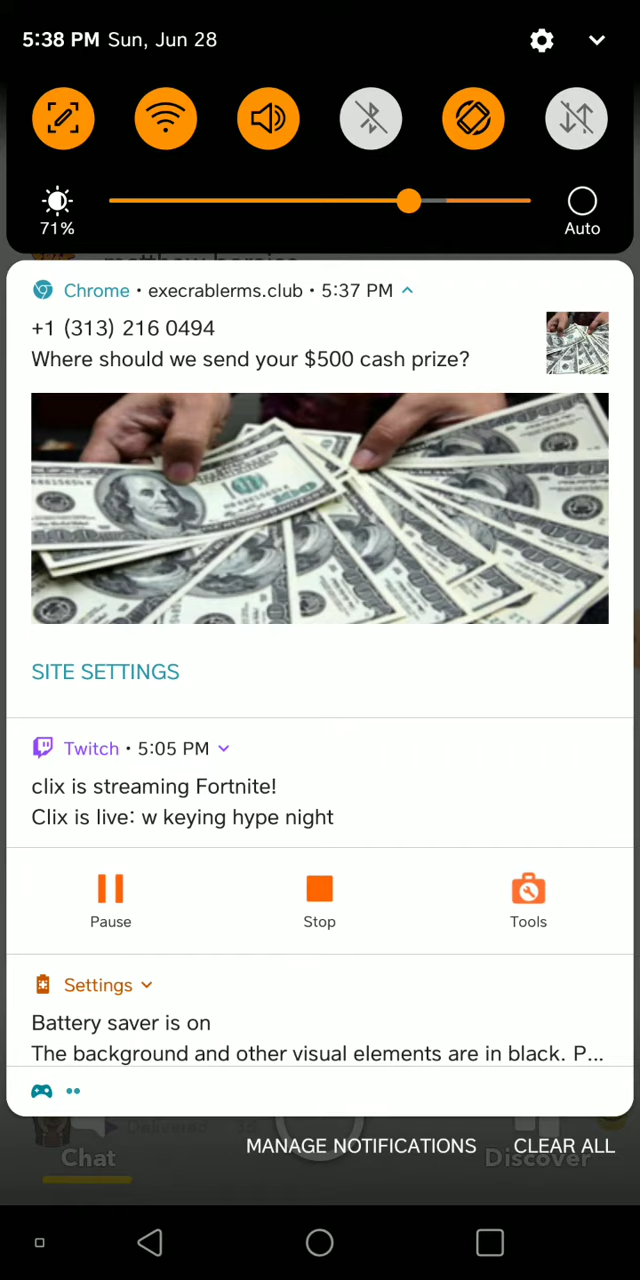 5:38 PM Sun, Jun 28
71%
Auto
Chrome • execrablerms.club • 5:37 PM
+1 (313) 216 0494
Where should we send your $500 cash prize?
SITE SETTINGS
Twitch • 5:05 PM
clix is streaming Fortnite!
Clix is live: w keying hype night
Pause
Stop
Tools
Settings
Battery saver is on
The background and other visual elements are in black. P...
Delivered
MANAGE NOTIFICATIONS CLEAR ALL
Chat
Discover